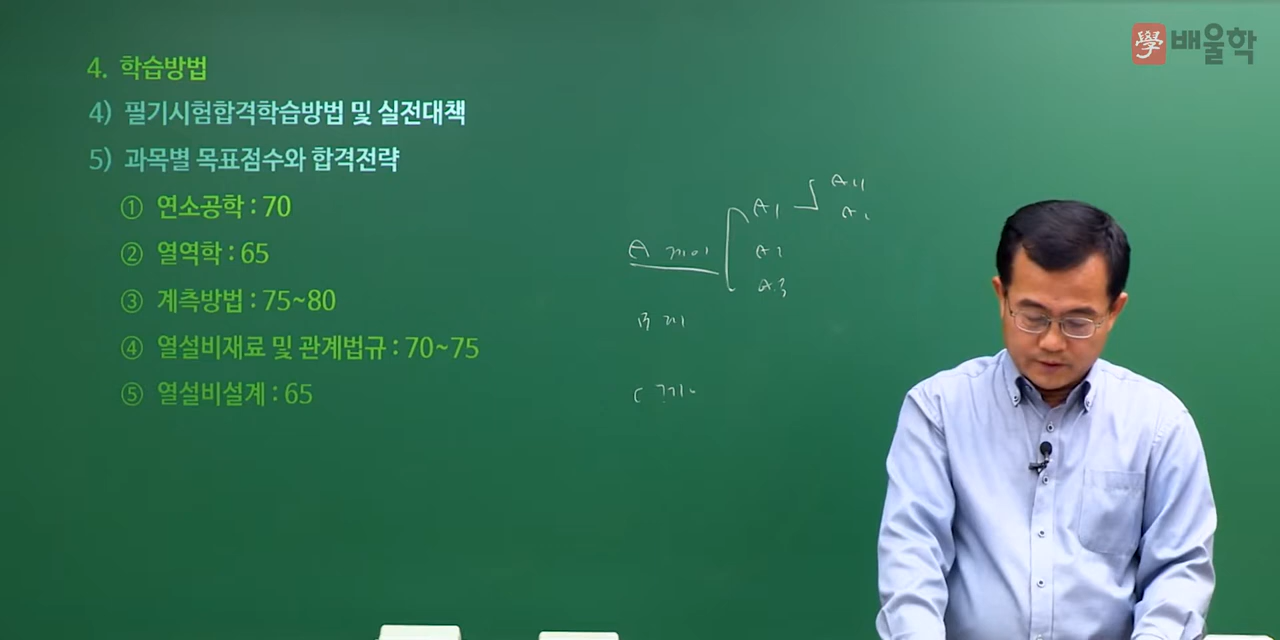 學 배울학
4. 학습방법
4) 필기시험합격학습방법 및 실전대책
5) 과목별 목표점수와 합격전략
① 연소공학 : 70
② 열역학 : 65
③ 계측방법 : 75~80
④ 열설비재료 및 관계법규 : 70~75
⑤ 열설비설계 : 65
A
A1
A2
A3
B
C